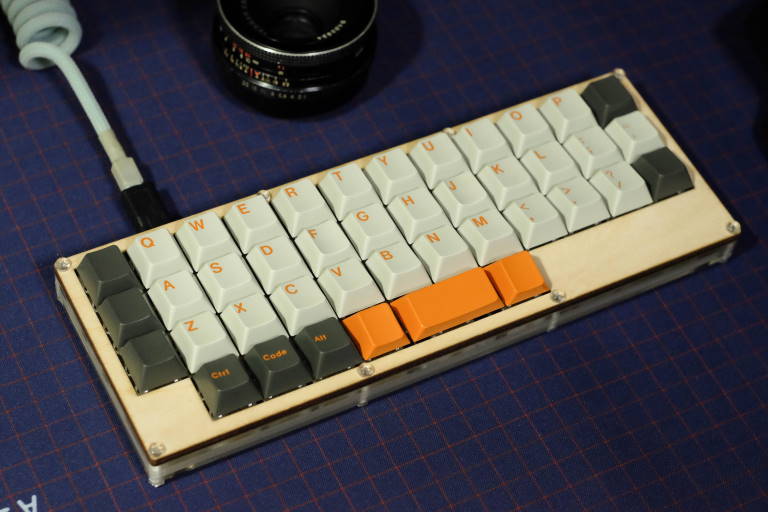 Q W E R T Y U I O P
A S D F G H J K L
Z X C V B N M < > ?
Ctrl Code Alt